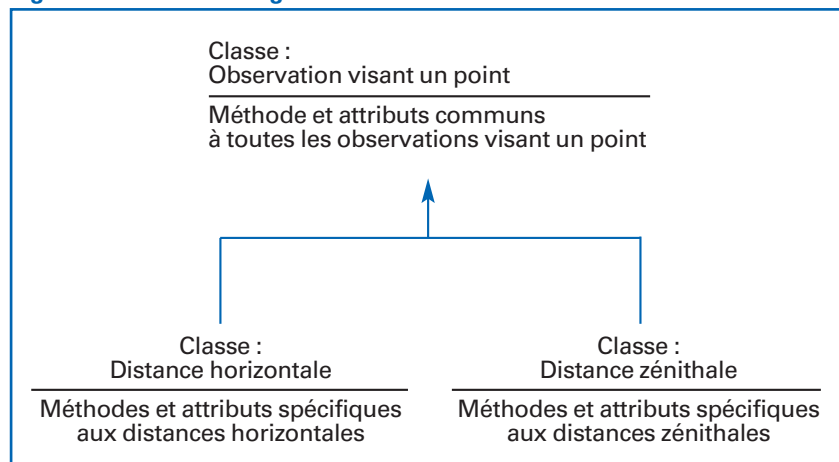 Classe :
Observation visant un point
Méthode et attributs communs
à toutes les observations visant un point
Classe :
Distance horizontale
Méthodes et attributs spécifiques
aux distances horizontales
Classe :
Distance zénithale
Méthodes et attributs spécifiques
aux distances zénithales